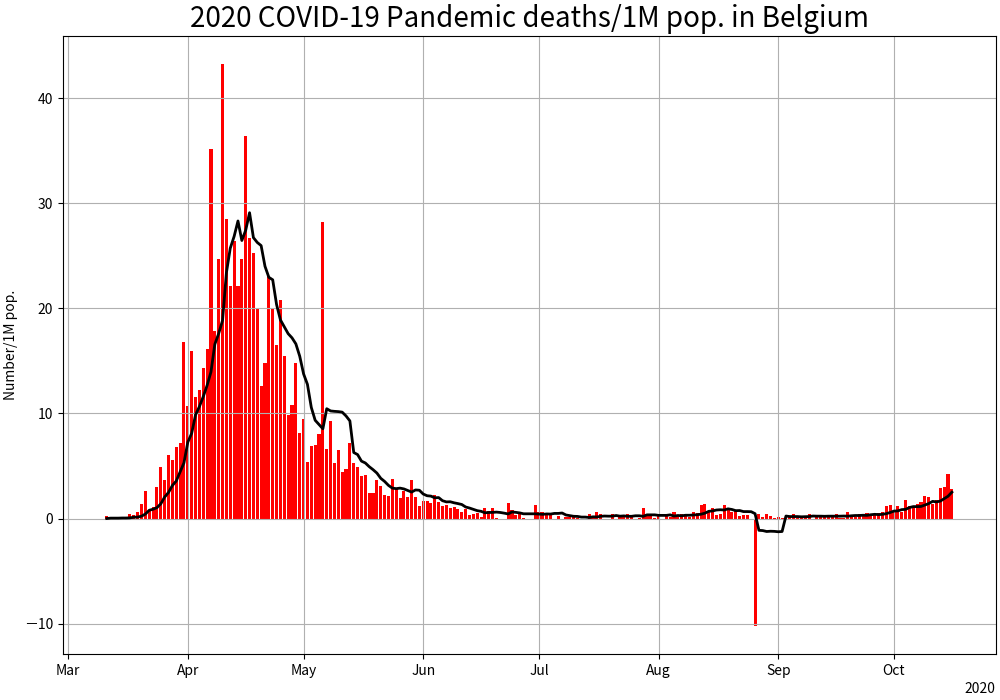 2020 COVID-19 Pandemic deaths/1M pop. in Belgium
Number/1M pop.
40
30
20
10
0
−10
Mar Apr May Jun Jul Aug Sep Oct
2020